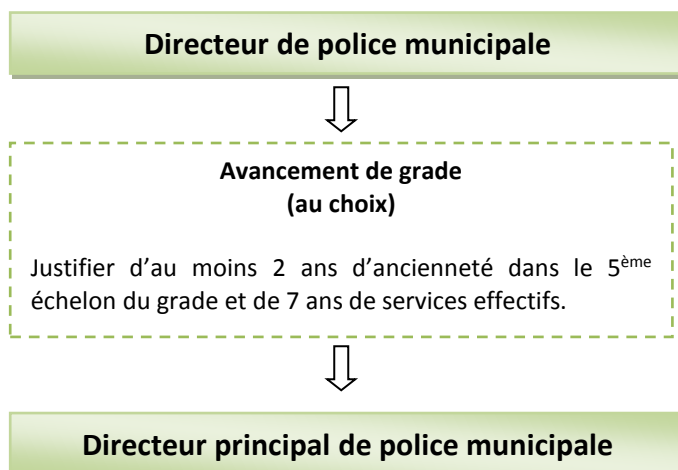 Directeur de police municipale
Avancement de grade
(au choix)
Justifier d'au moins 2 ans d'ancienneté dans le 5ème
échelon du grade et de 7 ans de services effectifs.
Directeur principal de police municipale